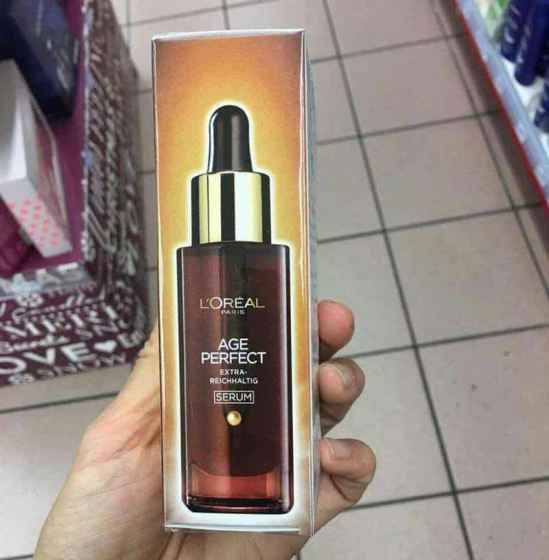 L'ORÉAL
PARIS
AGE
PERFECT
EXTRA-
REICHHALTIG
SERUM